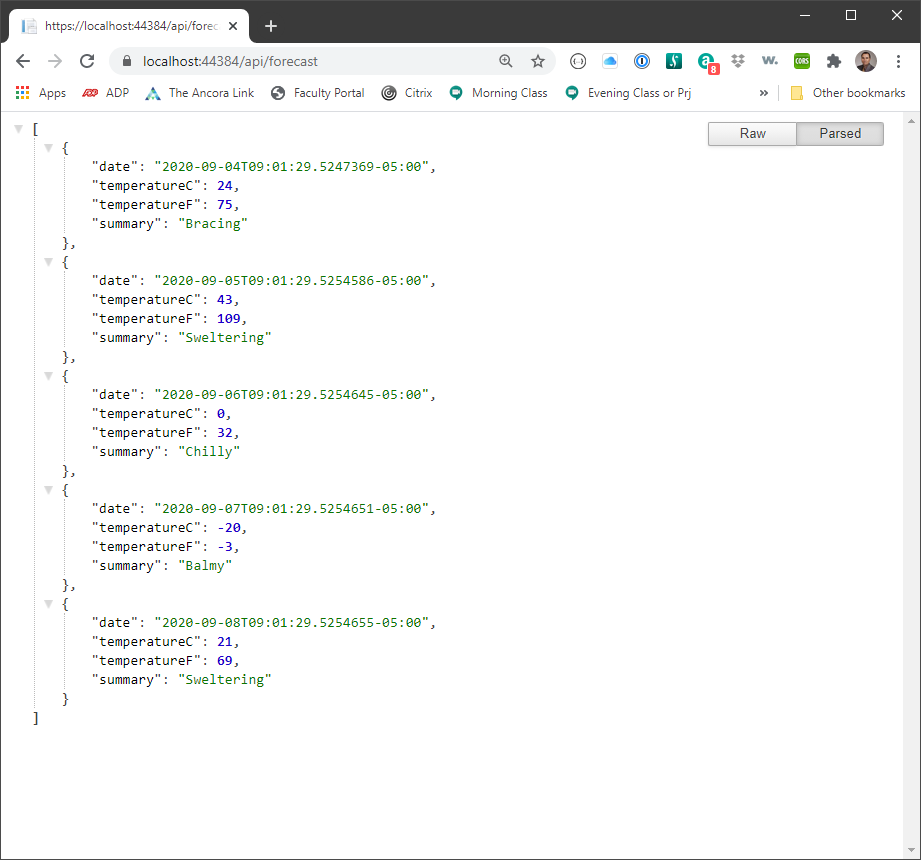 https://localhost:44384/api/forec
localhost:44384/api/forecast
8
w.
CORS
Apps
ADP
The Ancora Link
Faculty Portal
Citrix
Morning Class
Evening Class or Prj
»
Other bookmarks
Raw
Parsed
[
{
"date": "2020-09-04T09:01:29.5247369-05:00",
"temperatureC": 24,
"temperatureF": 75,
"summary": "Bracing"
},
{
"date": "2020-09-05T09:01:29.5254586-05:00",
"temperatureC": 43,
"temperatureF": 109,
"summary": "Sweltering"
},
{
"date": "2020-09-06T09:01:29.5254645-05:00",
"temperatureC": 0,
"temperatureF": 32,
"summary": "Chilly"
},
{
"date": "2020-09-07T09:01:29.5254651-05:00",
"temperatureC": -20,
"temperatureF": -3,
"summary": "Balmy"
},
{
"date": "2020-09-08T09:01:29.5254655-05:00",
"temperatureC": 21,
"temperatureF": 69,
"summary": "Sweltering"
}
]